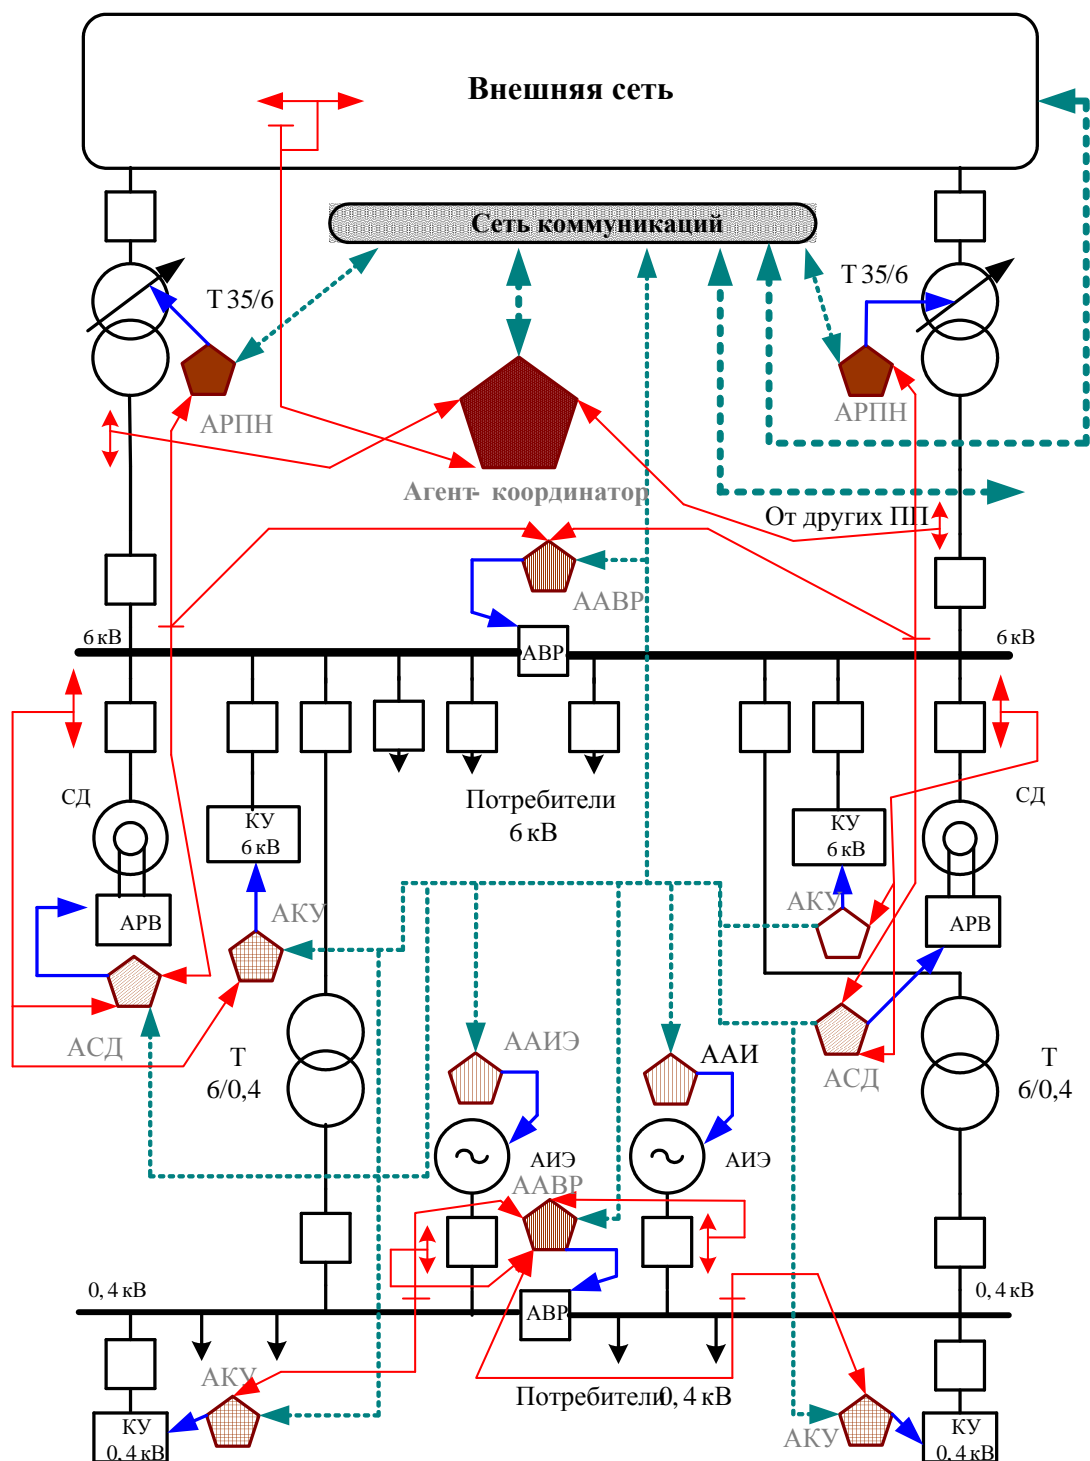 Внешняя сеть
Сеть коммуникаций
Т 35/6
Т 35/6
АРПН
АРПН
Агент- координатор
От других ПП
ААВР
6 кВ
АВР
6 кВ
СД
Потребители
6 кВ
СД
КУ
6 кВ
КУ
6 кВ
АРВ
АКУ
АКУ
АРВ
АСД
Т
6/0,4
ААИЭ
ААИ
АСД
Т
6/0,4
АИЭ
АИЭ
ААВР
0, 4 кВ
АВР
0, 4 кВ
АКУ
Потребители 0, 4 кВ
КУ
0, 4 кВ
АКУ
КУ
0, 4 кВ